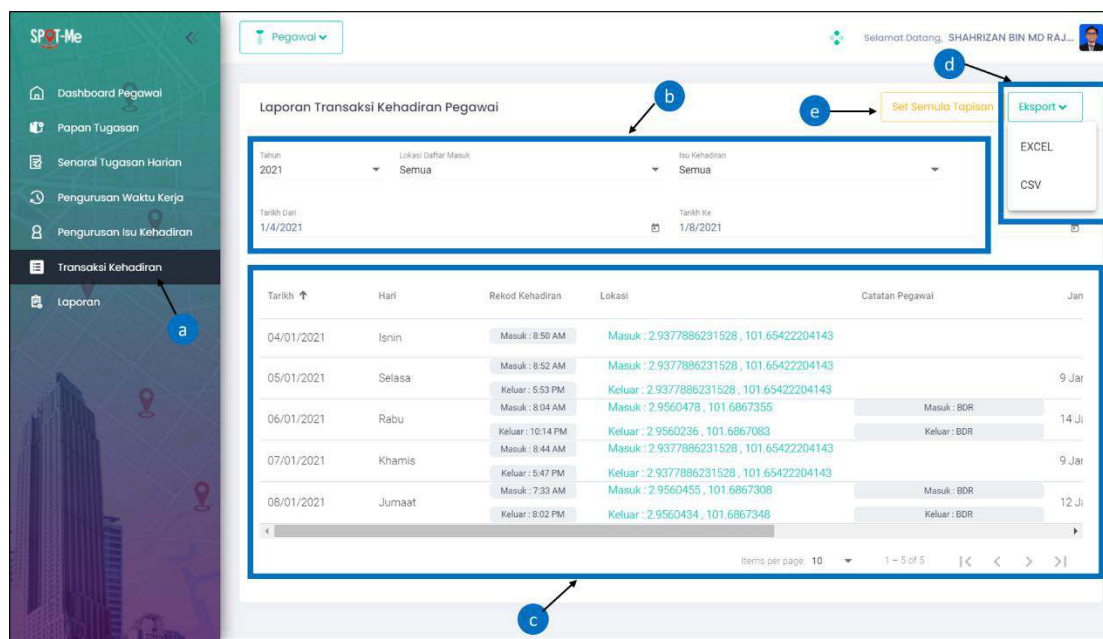 SPOT-Me
Pegawai
Selamat Datang, SHAHRIZAN BIN MD RAJ...
Dashboard Pegawai
Papan Tugasan
Senarai Tugasan Harian
Pengurusan Waktu Kerja
Pengurusan Isu Kehadiran
Transaksi Kehadiran
Laporan
a
b
d
e
Laporan Transaksi Kehadiran Pegawai
Set Semula Tapisan
Eksport
EXCEL
CSV
Tahun
2021
Lokasi Daftar Masuk
Semua
Isu Kehadiran
Semua
Tarikh Dari
1/4/2021
Tarikh Ke
1/8/2021
Tarikh Hari Rekod Kehadiran Lokasi Catatan Pegawai Jan
04/01/2021 Isnin Masuk : 8:50 AM Masuk : 2.9377886231528 , 101.65422204143
05/01/2021 Selasa Masuk : 8:52 AM Masuk : 2.9377886231528 , 101.65422204143
Keluar : 5:53 PM Keluar : 2.9377886231528 , 101.65422204143 9 Jar
06/01/2021 Rabu Masuk : 8:04 AM Masuk : 2.9560478 , 101.6867355 Masuk : BDR
Keluar : 10:14 PM Keluar : 2.9560236 , 101.6867083 Keluar : BDR 14 Ja
07/01/2021 Khamis Masuk : 8:44 AM Masuk : 2.9377886231528 , 101.65422204143
Keluar : 5:47 PM Keluar : 2.9377886231528 , 101.65422204143 9 Jar
08/01/2021 Jumaat Masuk : 7:33 AM Masuk : 2.9560455 , 101.6867308 Masuk : BDR
Keluar : 8:02 PM Keluar : 2.9560434 , 101.6867348 Keluar : BDR 12 Ja
Items per page 10 1 – 5 of 5
c